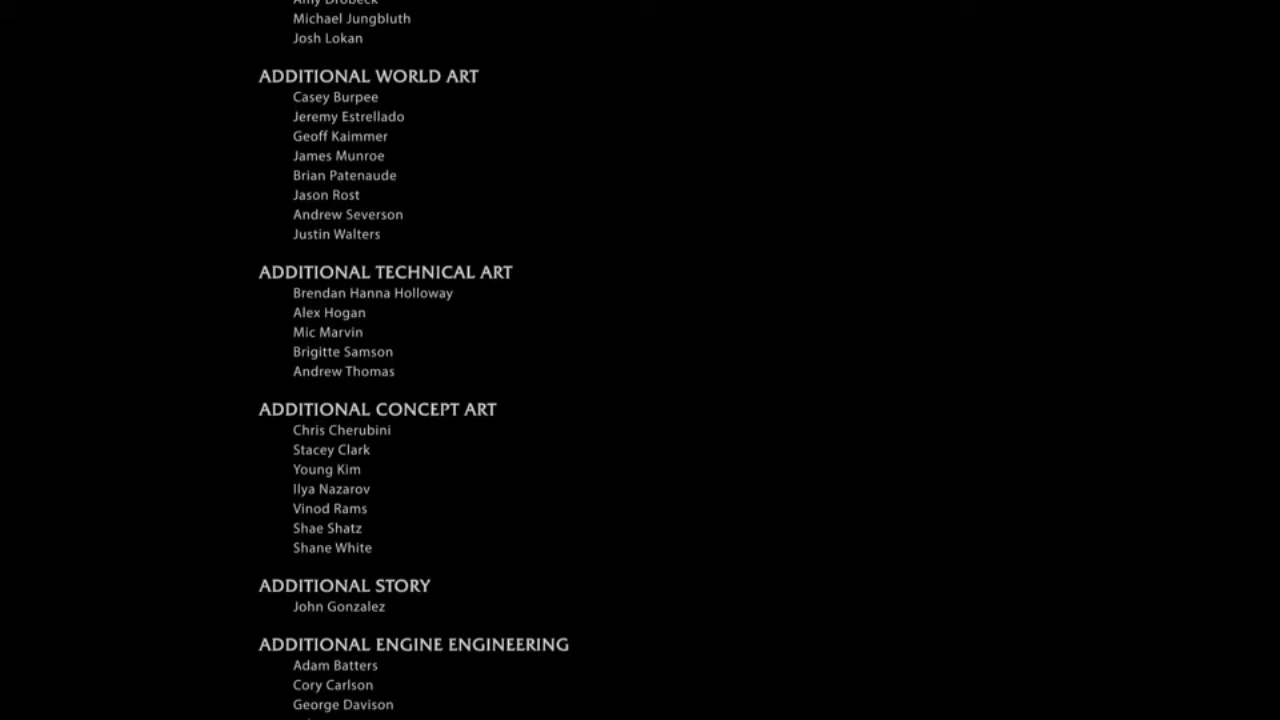 Amy Drobeck
Michael Jungbluth
Josh Lokan
ADDITIONAL WORLD ART
Casey Burpee
Jeremy Estrellado
Geoff Kaimmer
James Munroe
Brian Patenaude
Jason Rost
Andrew Severson
Justin Walters
ADDITIONAL TECHNICAL ART
Brendan Hanna Holloway
Alex Hogan
Mic Marvin
Brigitte Samson
Andrew Thomas
ADDITIONAL CONCEPT ART
Chris Cherubini
Stacey Clark
Young Kim
Ilya Nazarov
Vinod Rams
Shae Shatz
Shane White
ADDITIONAL STORY
John Gonzalez
ADDITIONAL ENGINE ENGINEERING
Adam Batters
Cory Carlson
George Davison